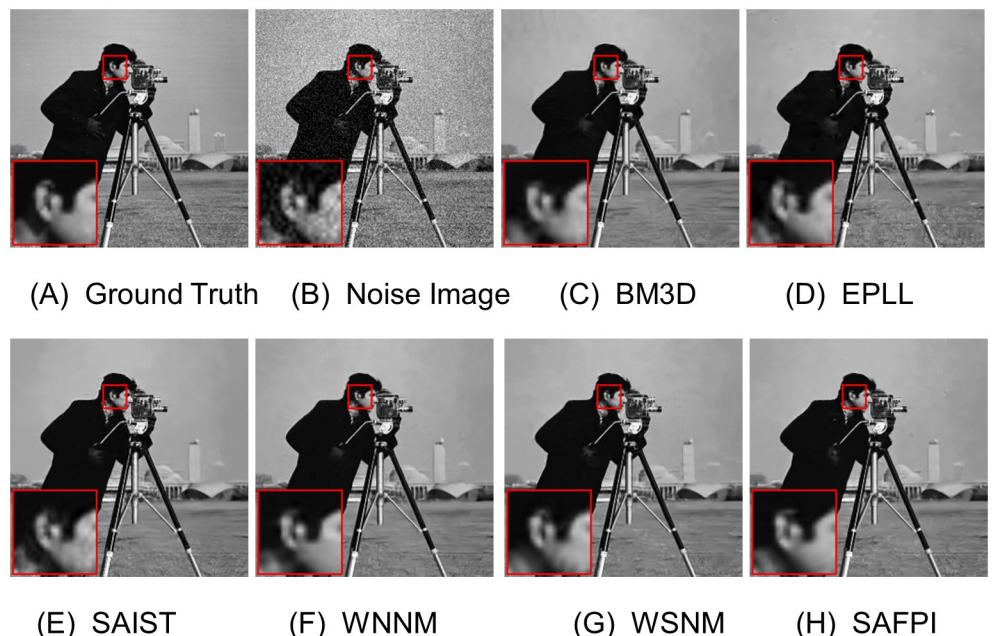 (A) Ground Truth (B) Noise Image (C) BM3D (D) EPLL
(E) SAIST (F) WNNM (G) WSNM (H) SAFPI